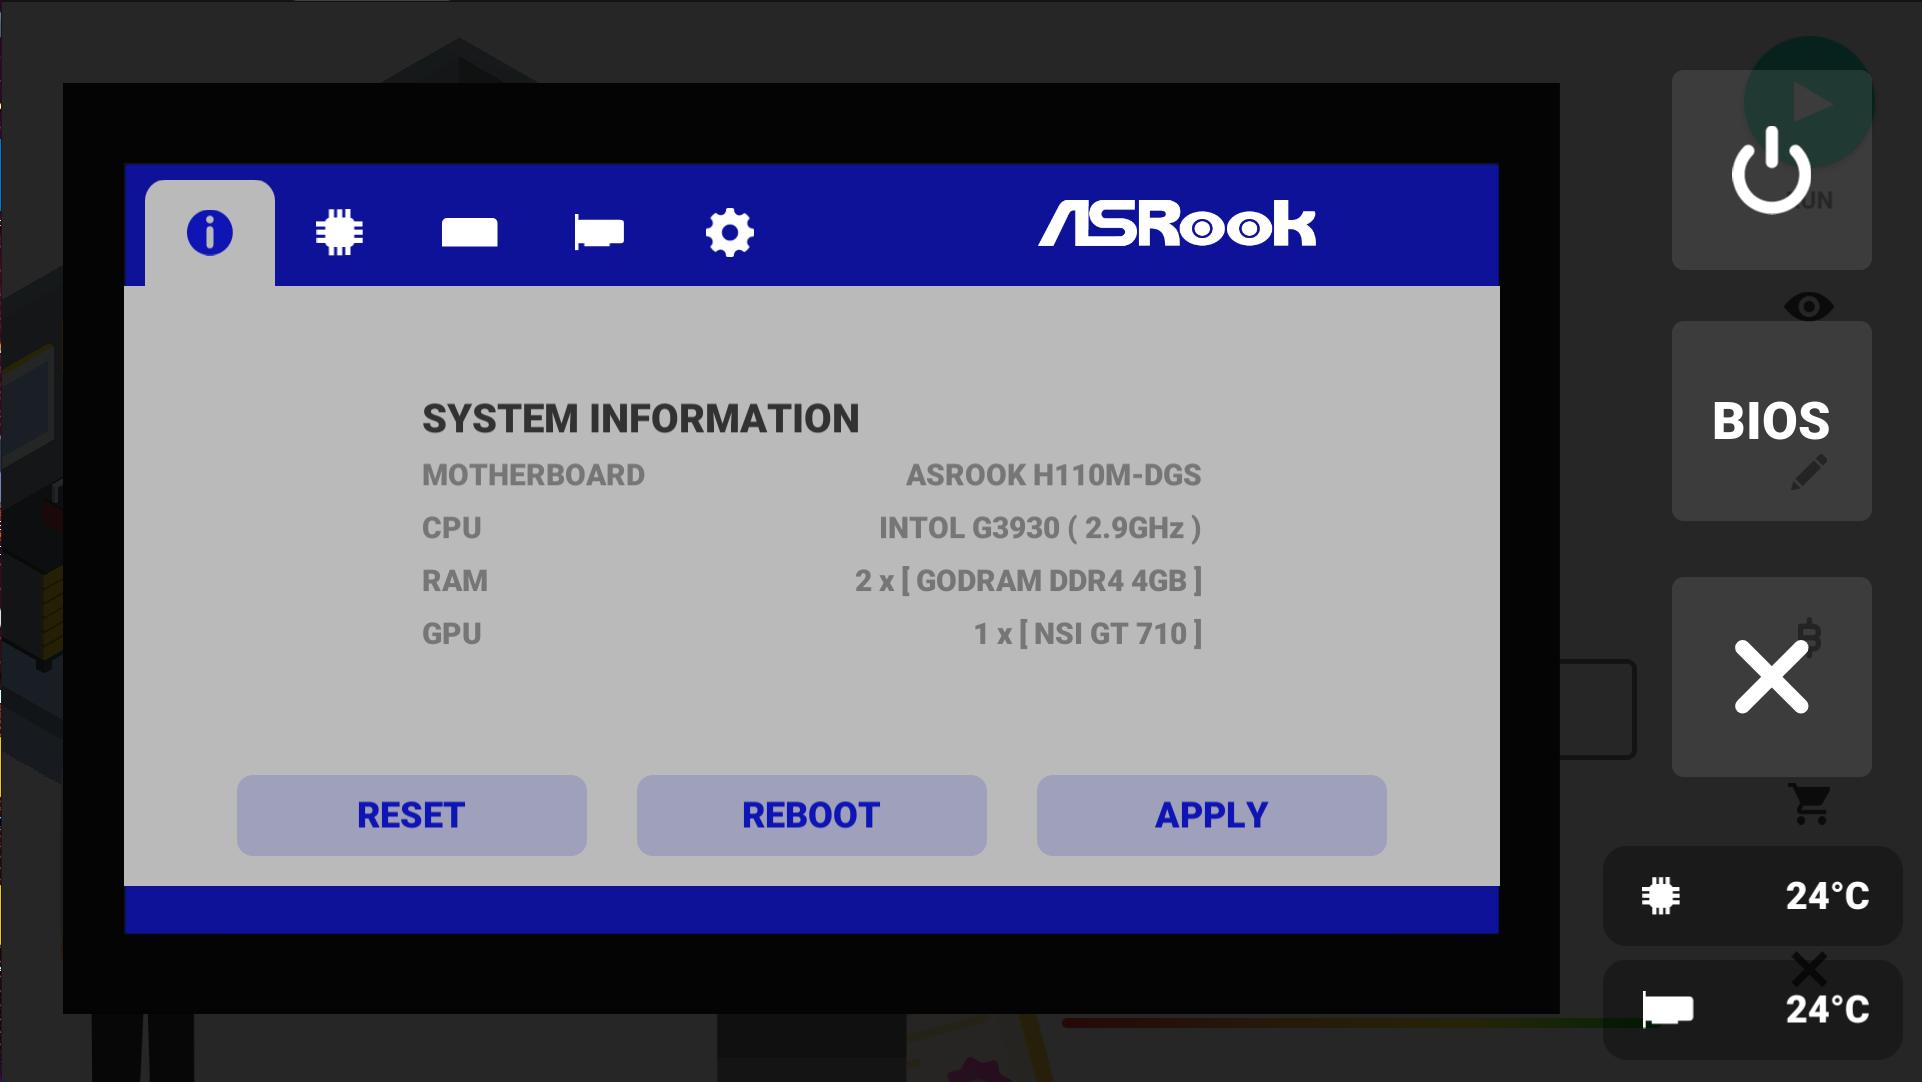 ASRook
SYSTEM INFORMATION
MOTHERBOARD ASROOK H110M-DGS
CPU INTOL G3930 ( 2.9GHz )
RAM 2 x [ GODRAM DDR4 4GB ]
GPU 1 x [ NSI GT 710 ]
RESET REBOOT APPLY
RUN
BIOS
24°C
24°C